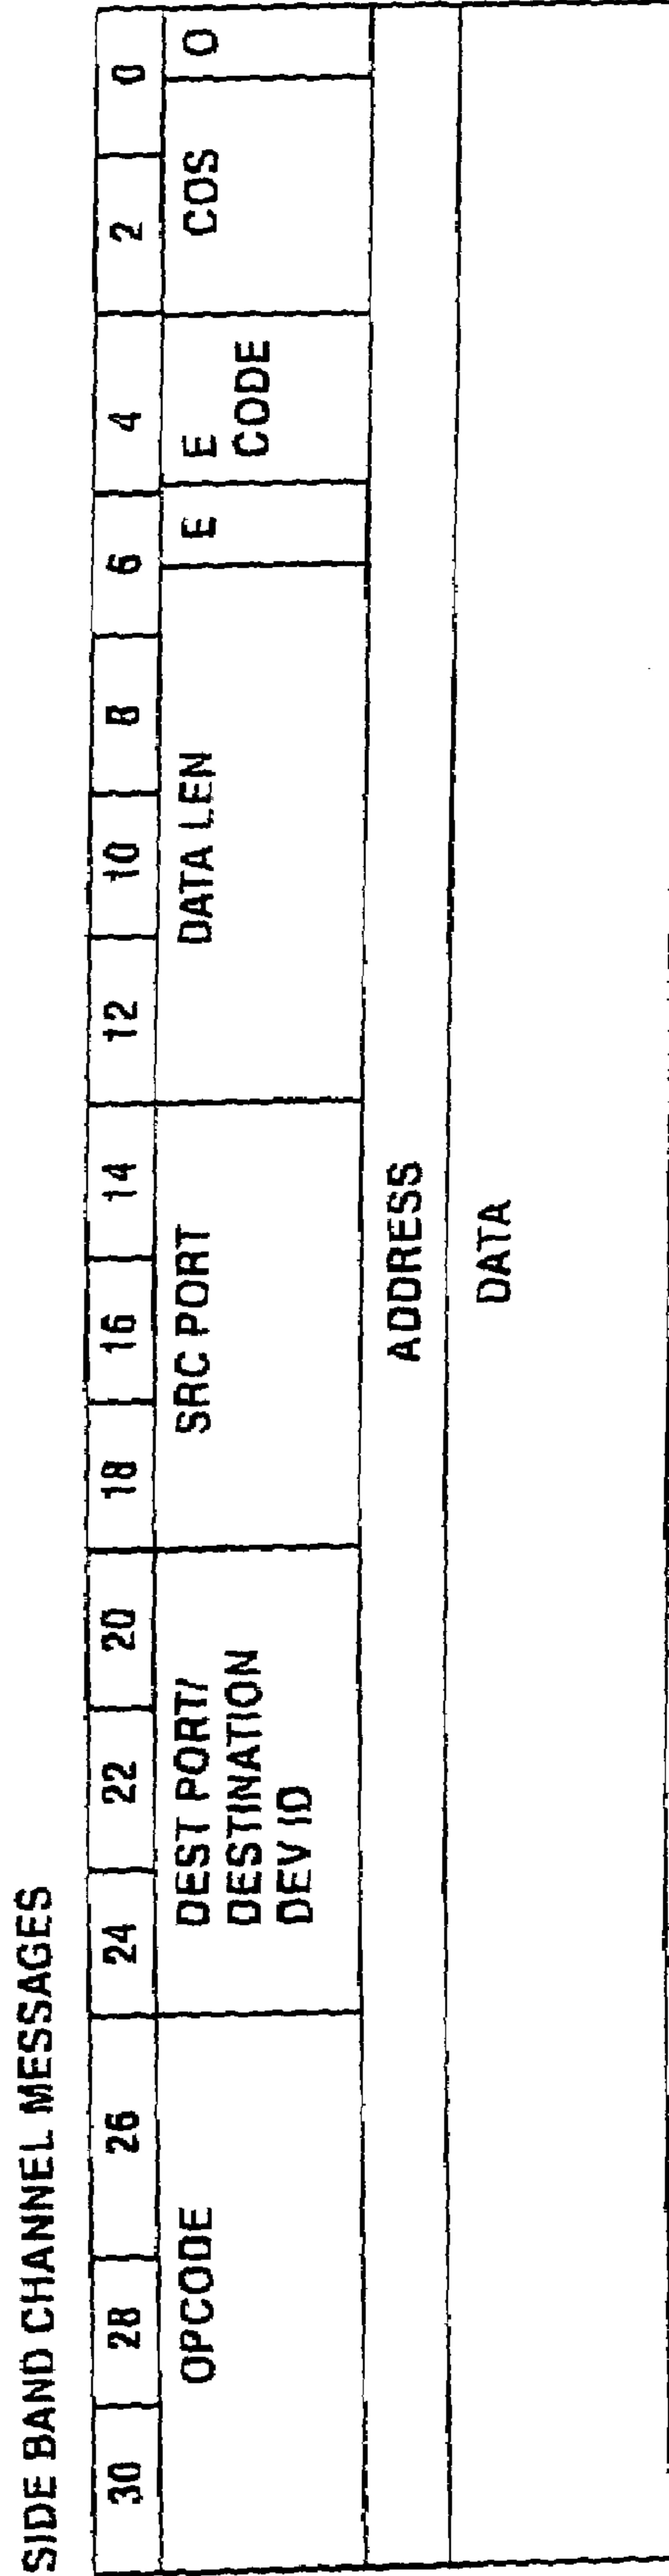 SIDE BAND CHANNEL MESSAGES
30 28 26 24 22 20 18 16 14 12 10 8 6 4 2 0
OPCODE DEST PORT/ SRC PORT DATA LEN E E COS O
DESTINATION CODE
DEV ID
ADDRESS
DATA